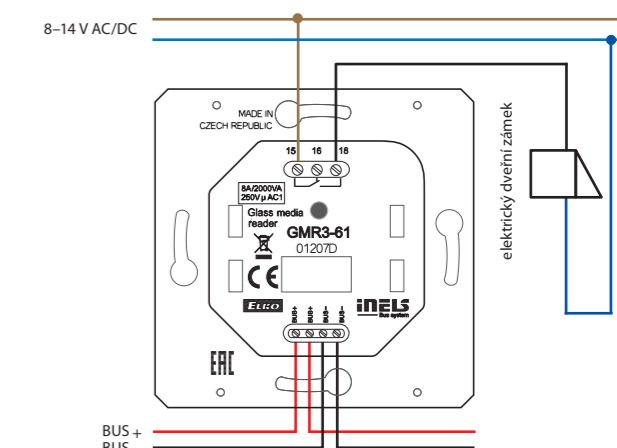 8–14 V AC/DC
MADE IN
CZECH REPUBLIC
15 16 18
8A/2000VA
250V µ AC1
Glass media
reader
GMR3-61
01207D
CE
ELKO
iNELS
Bus system
BUS+ BUS+ BUS− BUS−
EAC
elektrický dveřní zámek
BUS +
BUS